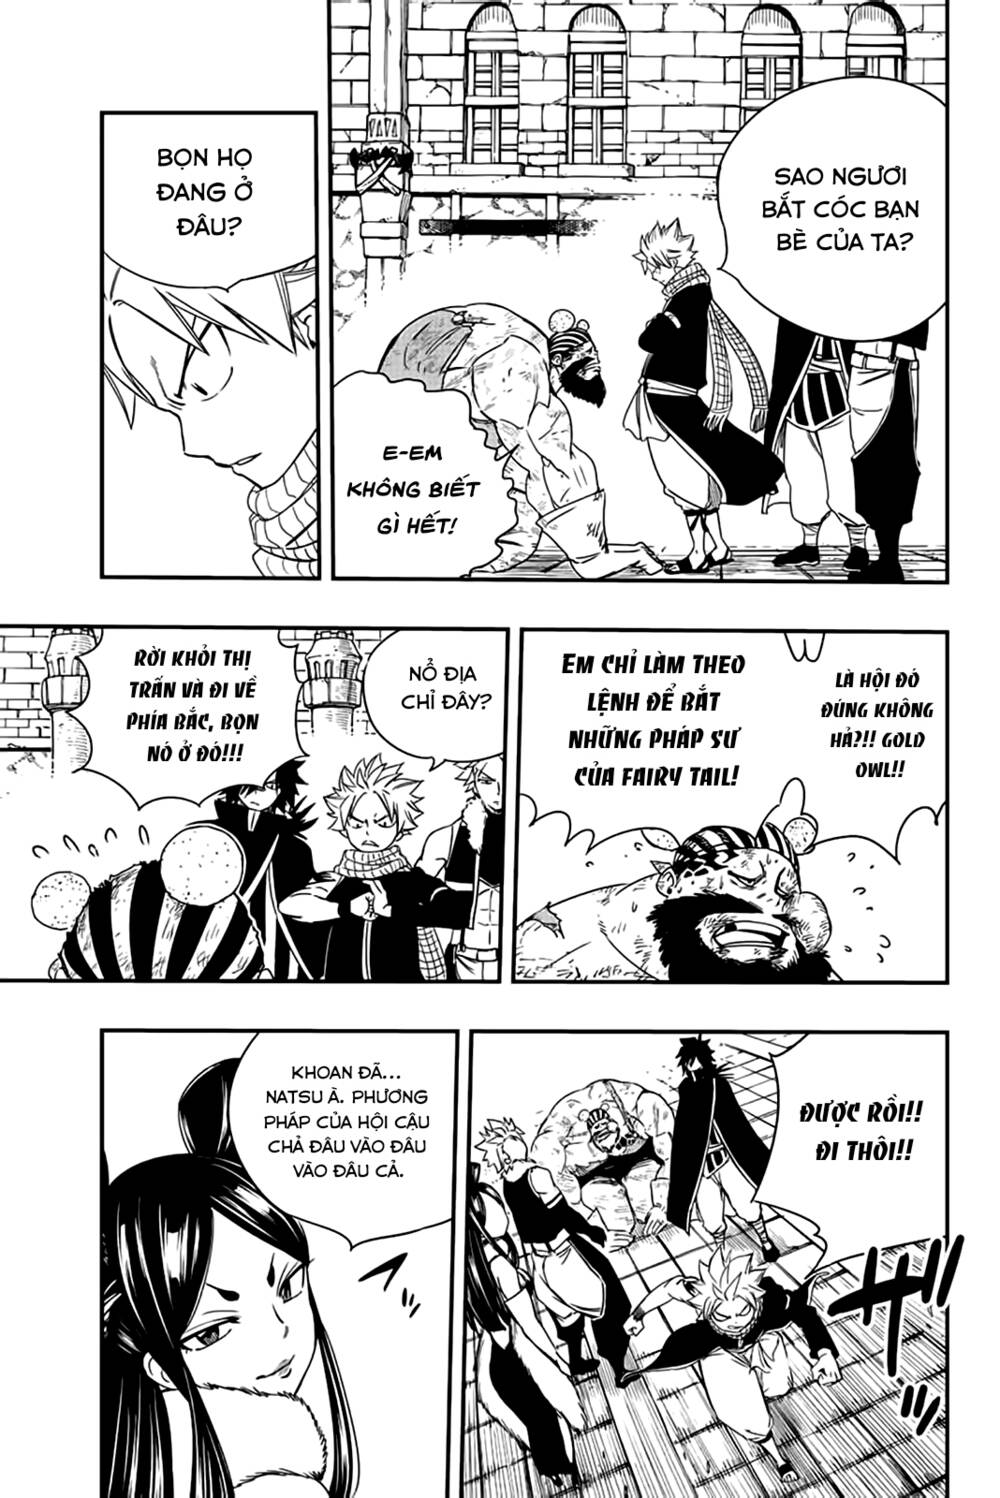 SAO NGƯƠI
BẮT CÓC BẠN
BÈ CỦA TA?
E-EM
KHÔNG BIẾT
GÌ HẾT!
BỌN HỌ
ĐANG Ở
ĐÂU?
LÀ HỘI ĐÓ
ĐÚNG KHÔNG
HẢ?!! GOLD
OWL!!
EM CHỈ LÀM THEO
LỆNH ĐỂ BẮT
NHỮNG PHÁP SƯ
CỦA FAIRY TAIL!
NỔ ĐỊA
CHỈ ĐÂY?
RỜI KHỎI THỊ
TRẤN VÀ ĐI VỀ
PHÍA BẮC, BỌN
NÓ Ở ĐÓ!!!
ĐƯỢC RỒI!!
ĐI THÔI!!
KHOAN ĐÃ...
NATSU À. PHƯƠNG
PHÁP CỦA HỘI CẬU
CHẢ ĐÂU VÀO ĐÂU
VÀO ĐÂU CẢ.